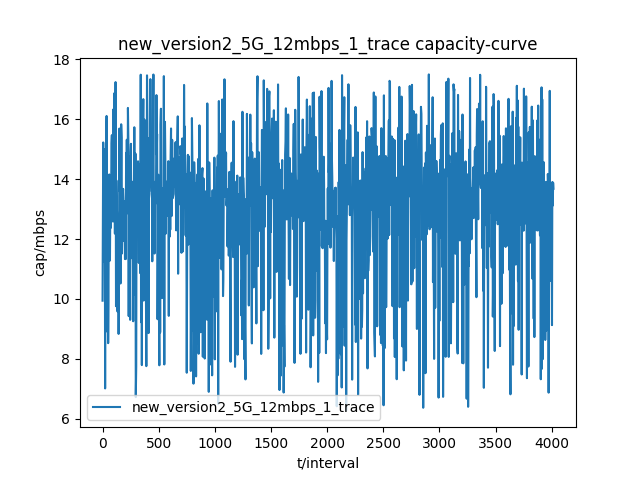 new_version2_5G_12mbps_1_trace capacity-curve
18
16
14
12
10
8
6
cap/mbps
new_version2_5G_12mbps_1_trace
0 500 1000 1500 2000 2500 3000 3500 4000
t/interval